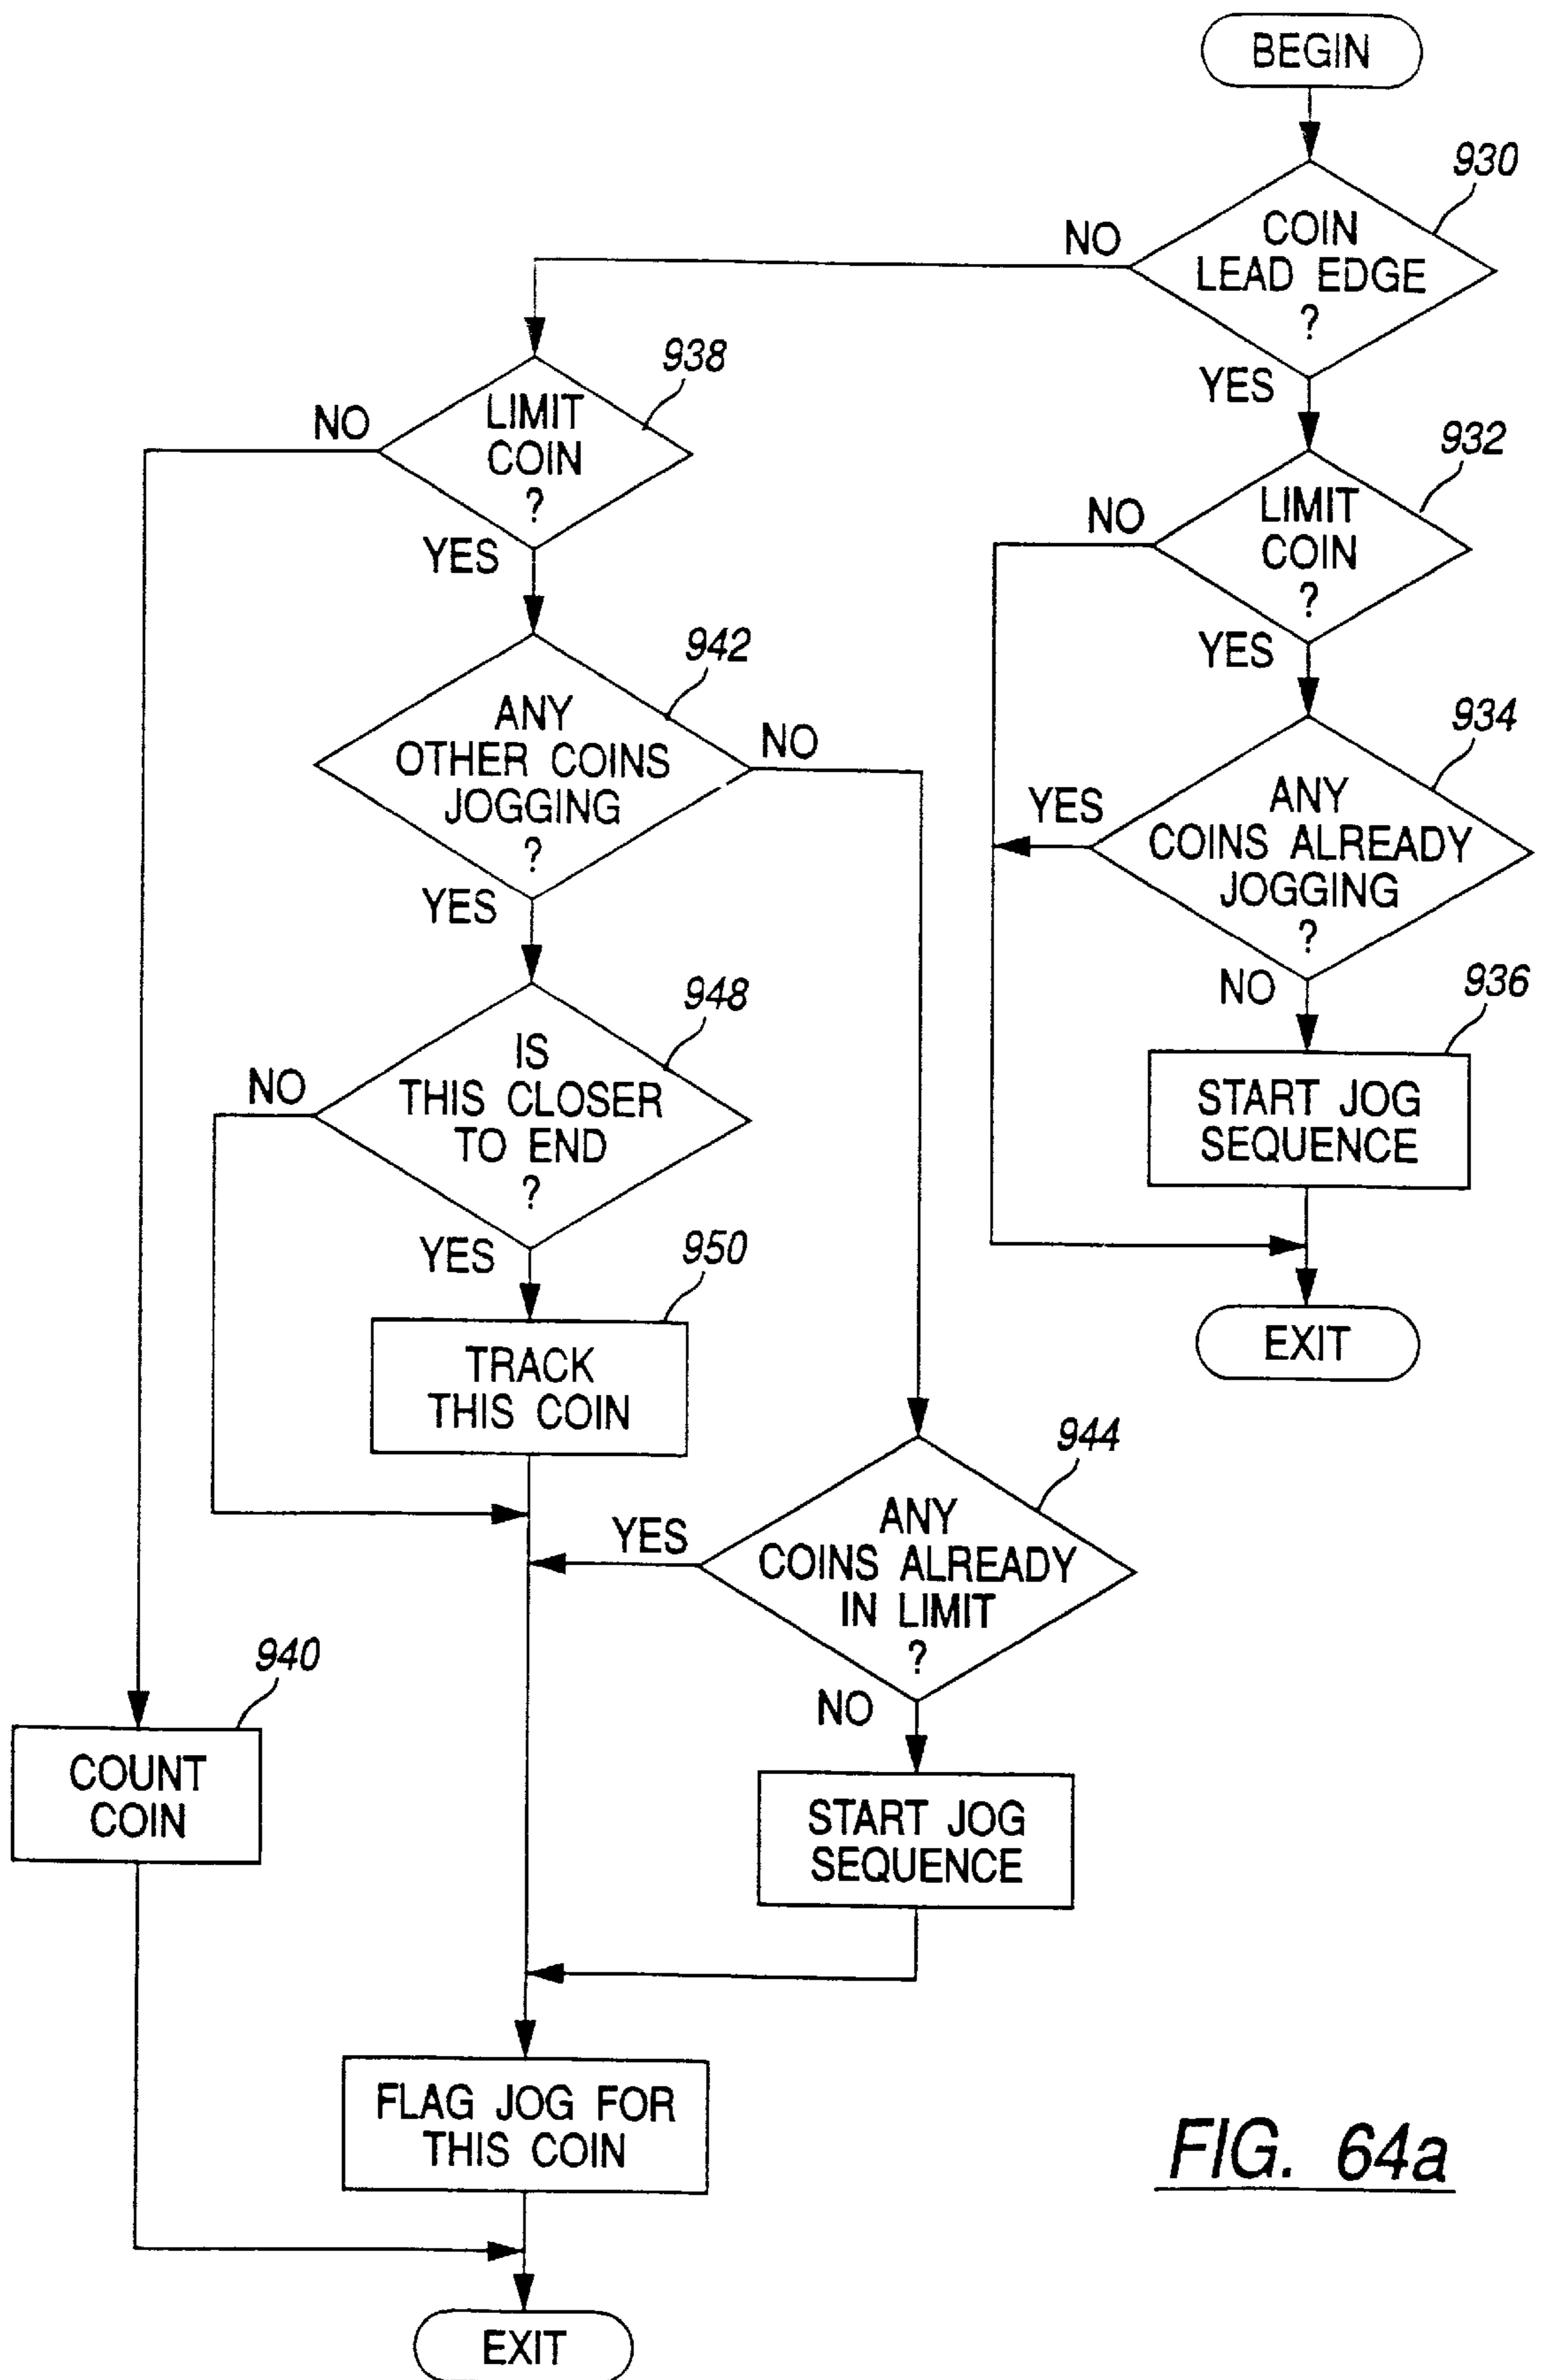 BEGIN
930
COIN
LEAD EDGE
?
NO
YES
938
LIMIT
COIN
?
NO
YES
932
LIMIT
COIN
?
NO
YES
942
ANY
OTHER COINS
JOGGING
?
NO
YES
934
ANY
COINS ALREADY
JOGGING
?
YES
NO
936
START JOG
SEQUENCE
EXIT
948
IS
THIS CLOSER
TO END
?
NO
YES
950
TRACK
THIS COIN
944
ANY
COINS ALREADY
IN LIMIT
?
YES
NO
940
COUNT
COIN
START JOG
SEQUENCE
FLAG JOG FOR
THIS COIN
EXIT
FIG. 64a